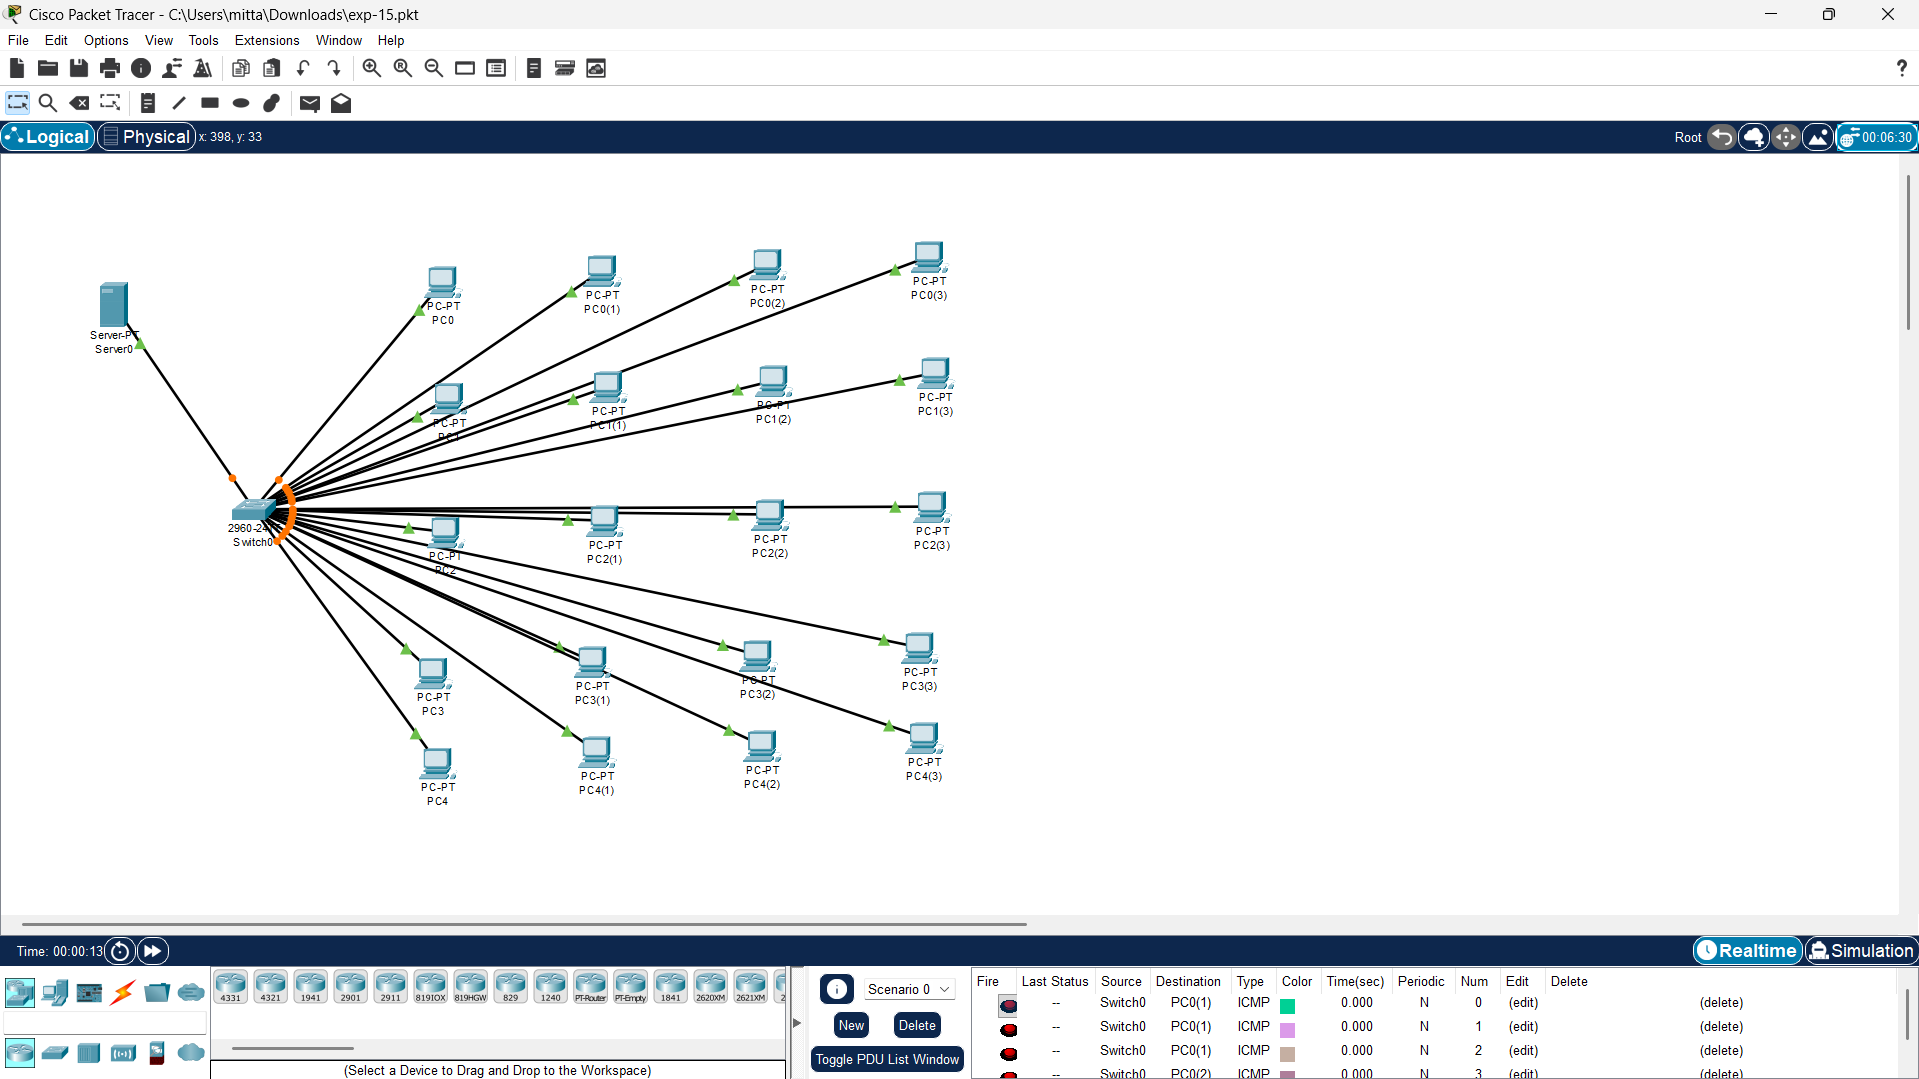 Cisco Packet Tracer - C:\Users\mitta\Downloads\exp-15.pkt
File Edit Options View Tools Extensions Window Help
?
Logical Physical x: 398, y: 33 Root 00:06:30
PC-PT
PC0
PC-PT
PC0(1)
PC-PT
PC0(2)
PC-PT
PC0(3)
Server-PT
Server0
PC-PT
PC1
PC-PT
PC1(1)
PC-PT
PC1(2)
PC-PT
PC1(3)
Switch0
PC-PT
PC2
PC-PT
PC2(1)
PC-PT
PC2(2)
PC-PT
PC2(3)
PC-PT
PC3
PC-PT
PC3(1)
PC-PT
PC3(2)
PC-PT
PC3(3)
PC-PT
PC4
PC-PT
PC4(1)
PC-PT
PC4(2)
PC-PT
PC4(3)
Time: 00:00:13 Realtime Simulation
4331 4321 1941 2901 2911 819IOX 819HGW 829 1240 PT-Router PT-Empty 1841 2620XM 2621XM
(Select a Device to Drag and Drop to the Workspace)
Scenario 0
New Delete
Toggle PDU List Window
Fire Last Status Source Destination Type Color Time(sec) Periodic Num Edit Delete
-- Switch0 PC0(1) ICMP 0.000 N 0 (edit) (delete)
-- Switch0 PC0(1) ICMP 0.000 N 1 (edit) (delete)
-- Switch0 PC0(1) ICMP 0.000 N 2 (edit) (delete)
-- Switch0 PC0(2) ICMP 0.000 N 3 (edit) (delete)